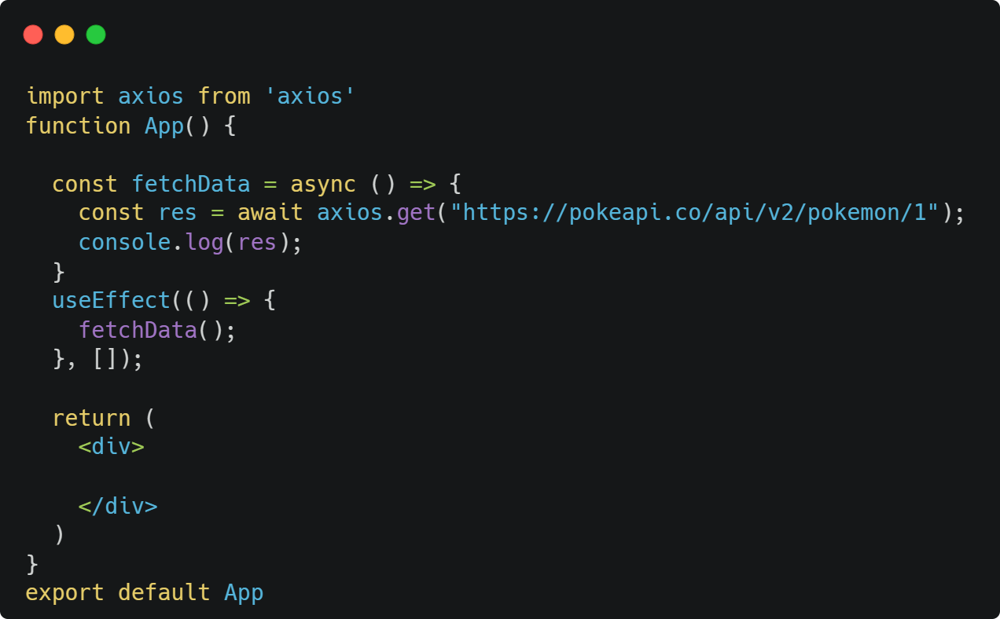 import axios from 'axios'
function App() {
  const fetchData = async () => {
    const res = await axios.get("https://pokeapi.co/api/v2/pokemon/1");
    console.log(res);
  }
  useEffect(() => {
    fetchData();
  }, []);
  return (
    <div>
    </div>
  )
}
export default App